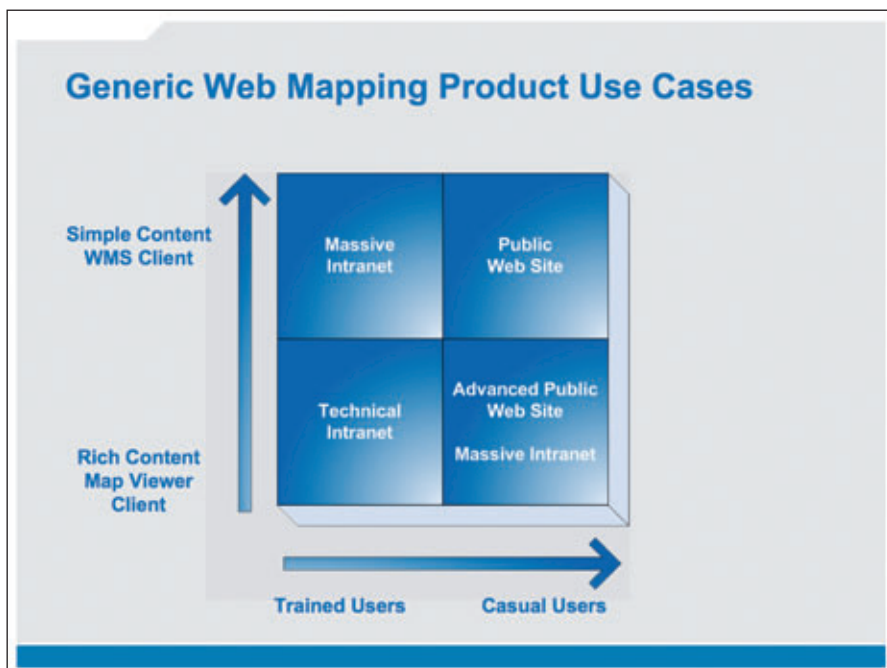 Generic Web Mapping Product Use Cases
Simple Content
WMS Client
Massive
Intranet
Public
Web Site
Technical
Intranet
Advanced Public
Web Site
Massive Intranet
Rich Content
Map Viewer
Client
Trained Users
Casual Users